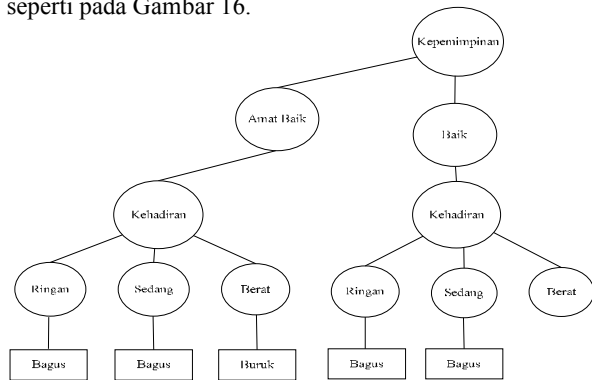 seperti pada Gambar 16.
Kepemimpinan
Amat Baik
Baik
Kehadiran
Kehadiran
Ringan
Sedang
Berat
Ringan
Sedang
Berat
Bagus
Bagus
Buruk
Bagus
Bagus